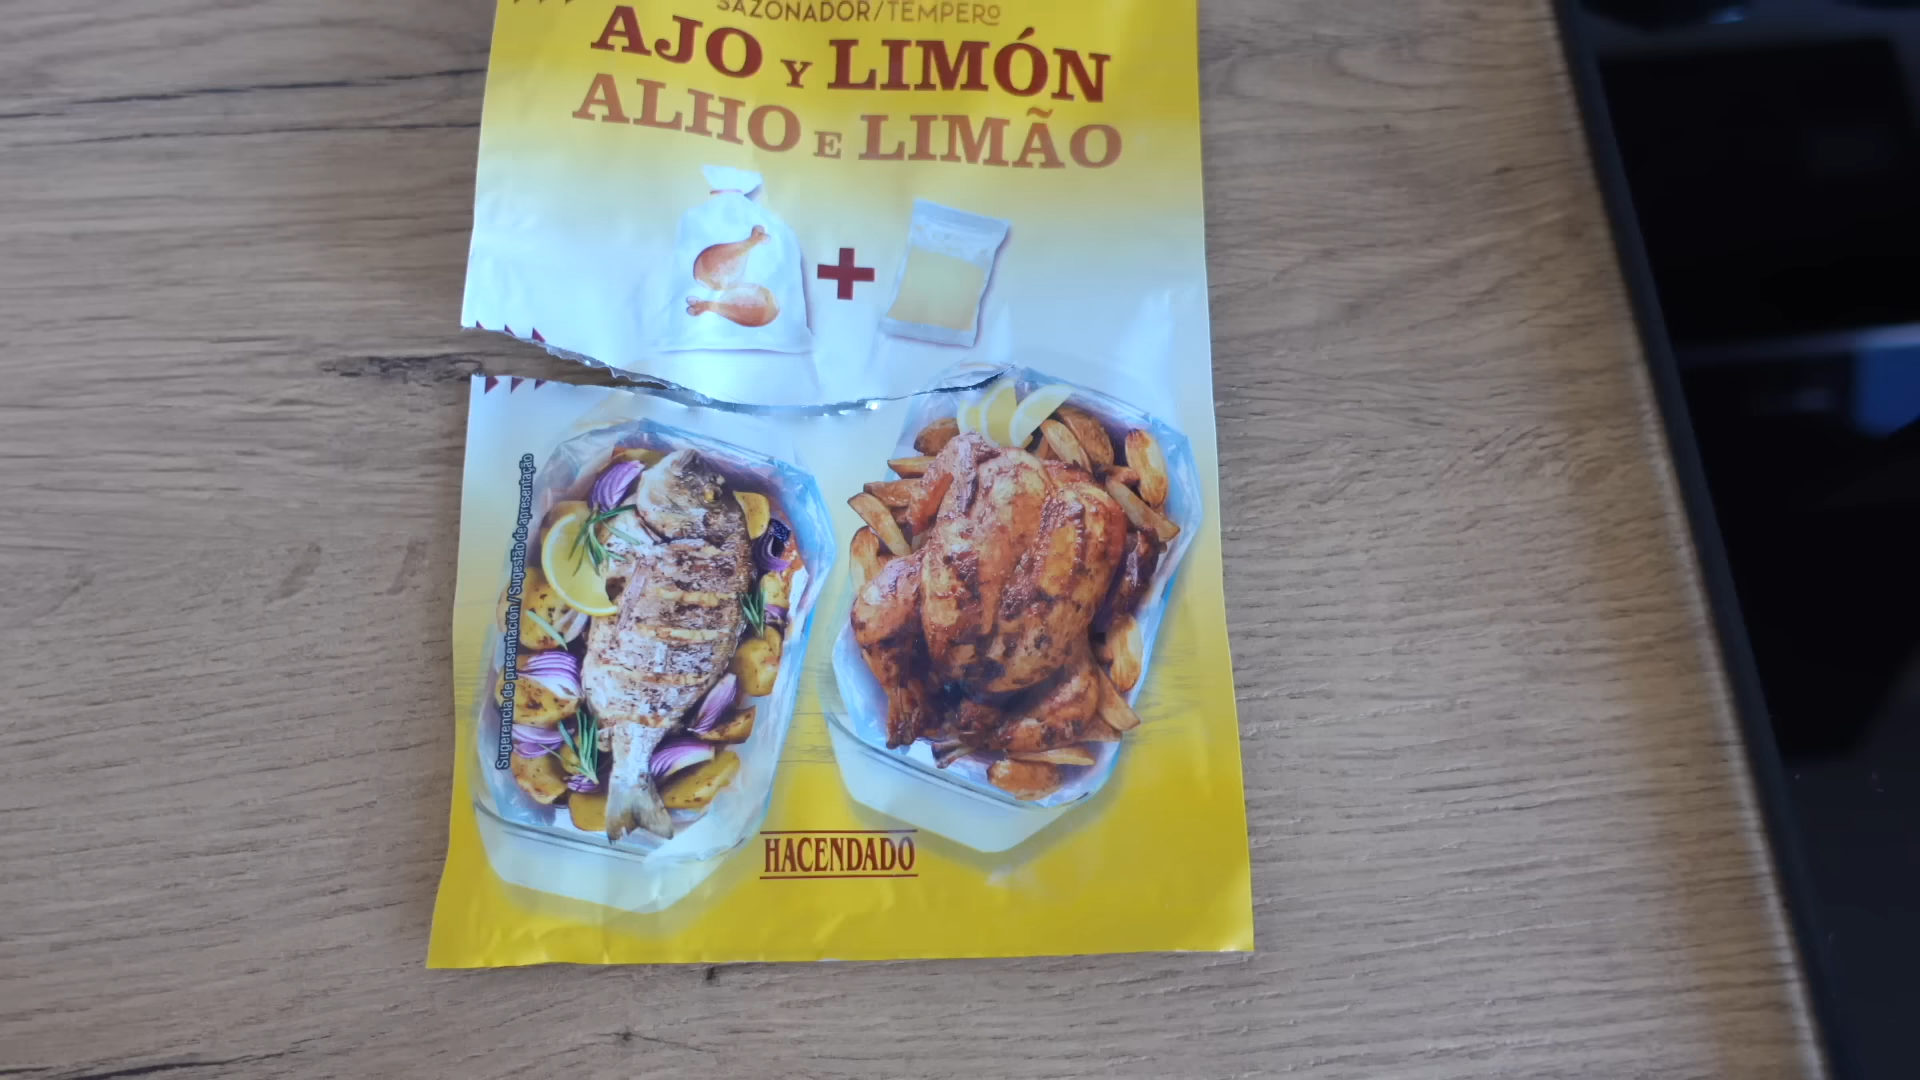 SAZONADOR/TEMPERO
AJO Y LIMÓN
ALHO E LIMÃO
Sugerencia de presentación / Sugestão de apresentação
HACENDADO